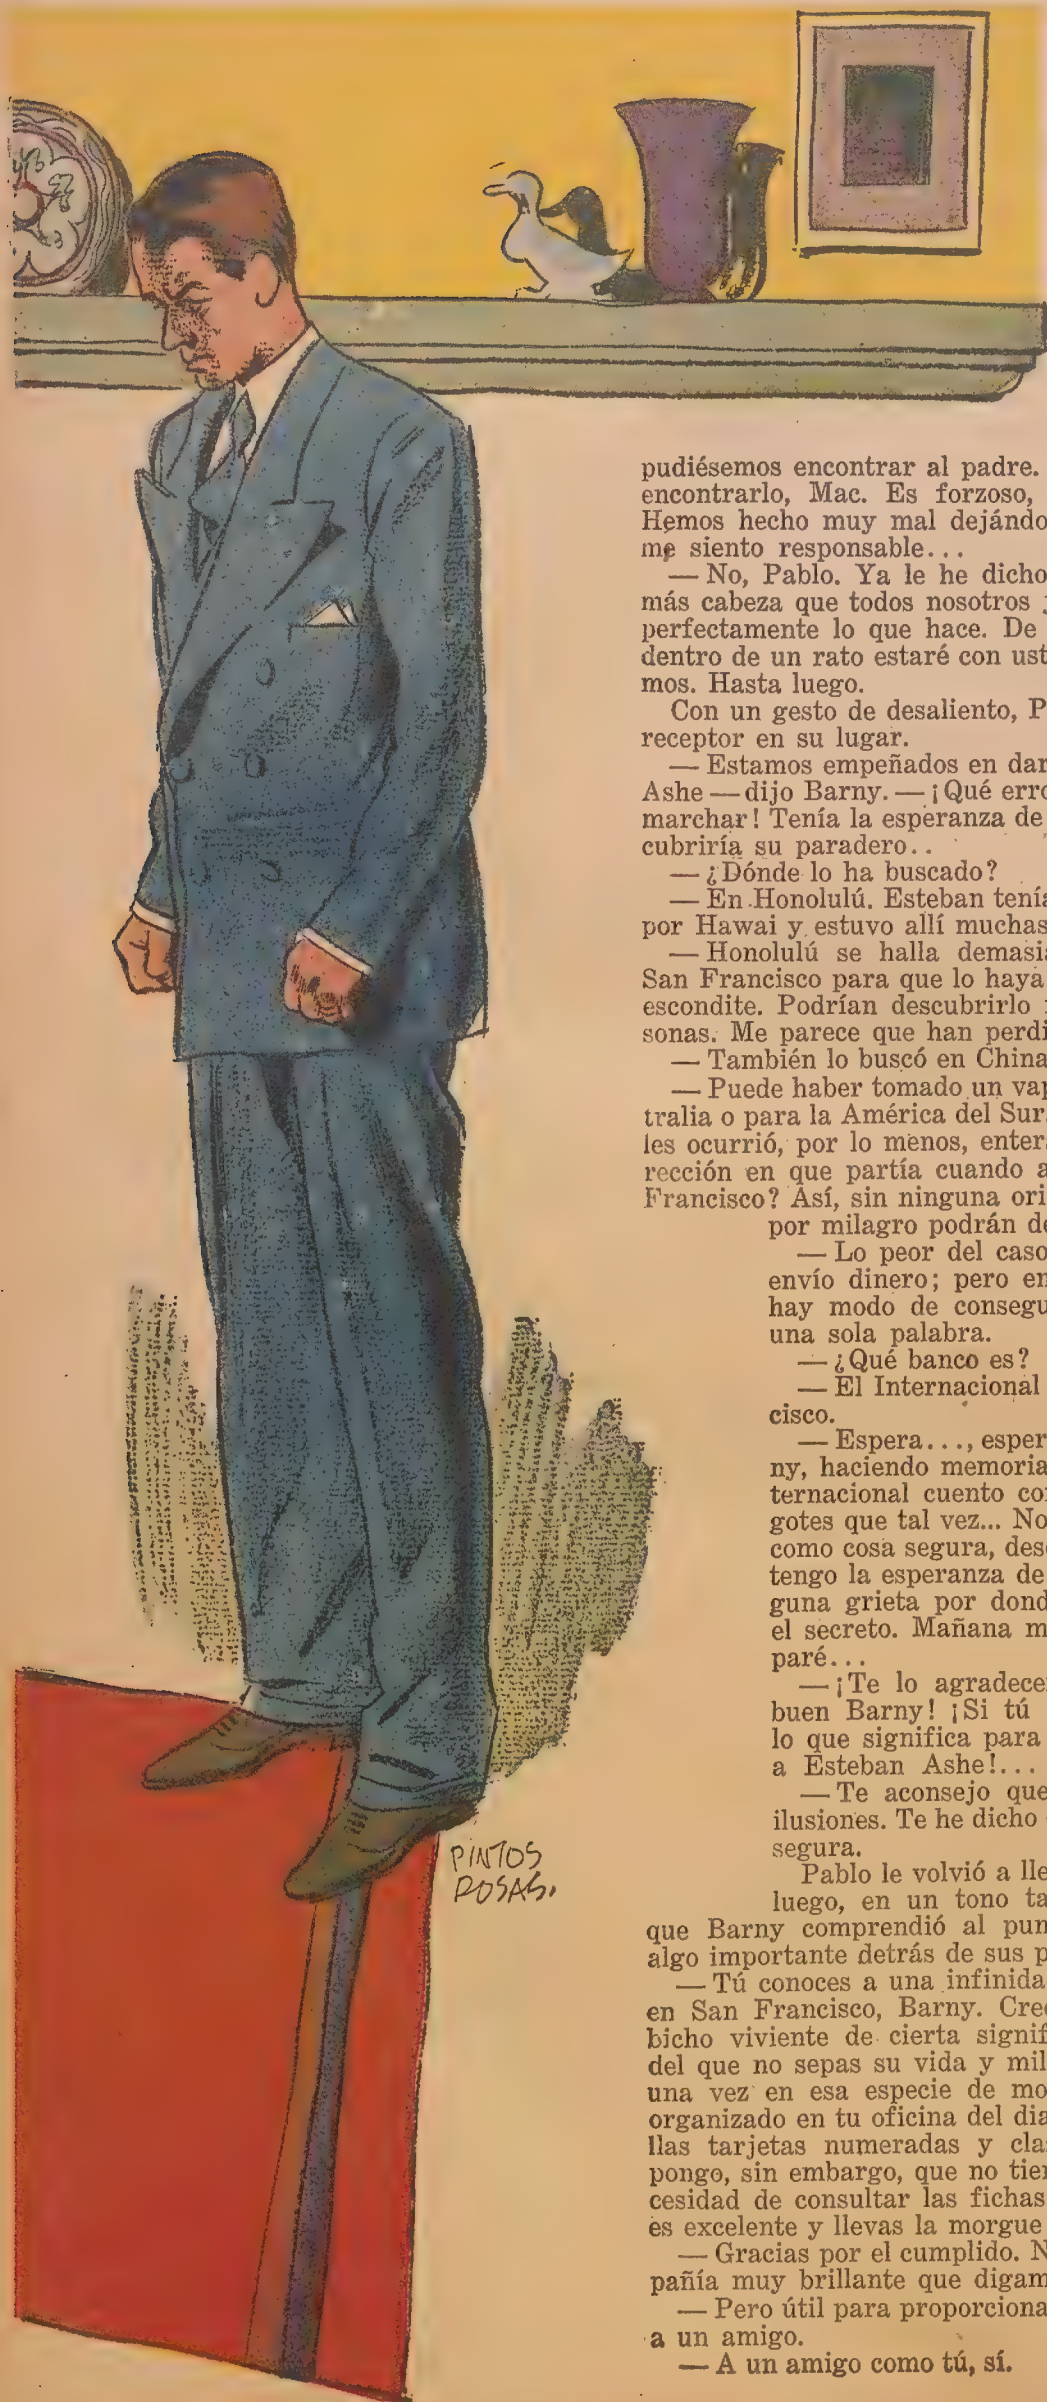 pudiésemos encontrar al padre.
encontrarlo, Mac. Es forzoso,
Hemos hecho muy mal dejándo
me siento responsable...
— No, Pablo. Ya le he dicho
más cabeza que todos nosotros
perfectamente lo que hace. De
dentro de un rato estaré con ust
mos. Hasta luego.
Con un gesto de desaliento, P
receptor en su lugar.
— Estamos empeñados en dar
Ashe — dijo Barny. — ¡Qué erro
marchar! Tenía la esperanza de
cubriría su paradero..
— ¿Dónde lo ha buscado?
— En Honolulú. Esteban tenía
por Hawai y estuvo allí muchas
— Honolulú se halla demasia
San Francisco para que lo haya
escondite. Podrían descubrirlo
sonas. Me parece que han perdi
— También lo buscó en China
— Puede haber tomado un vap
tralia o para la América del Sur.
les ocurrió, por lo menos, enter
rección en que partía cuando a
Francisco? Así, sin ninguna ori
por milagro podrán de
— Lo peor del caso
envío dinero; pero en
hay modo de consegu
una sola palabra.
— ¿Qué banco es?
— El Internacional
cisco.
— Espera..., esper
ny, haciendo memoria
ternacional cuento co
gotes que tal vez... No
como cosa segura, des
tengo la esperanza de
guna grieta por dond
el secreto. Mañana m
paré...
— ¡Te lo agradece
buen Barny! ¡Si tú
lo que significa para
a Esteban Ashe!...
— Te aconsejo que
ilusiones. Te he dicho
segura.
Pablo le volvió a lle
luego, en un tono ta
que Barny comprendió al pun
algo importante detrás de sus p
— Tú conoces a una infinida
en San Francisco, Barny. Cre
bicho viviente de cierta signif
del que no sepas su vida y mil
una vez en esa especie de mo
organizado en tu oficina del dia
llas tarjetas numeradas y cla
pongo, sin embargo, que no tie
cesidad de consultar las fichas
es excelente y llevas la morgue
— Gracias por el cumplido. N
pañía muy brillante que digam
— Pero útil para proporciona
a un amigo.
— A un amigo como tú, sí.
PINTOS
ROSAS.